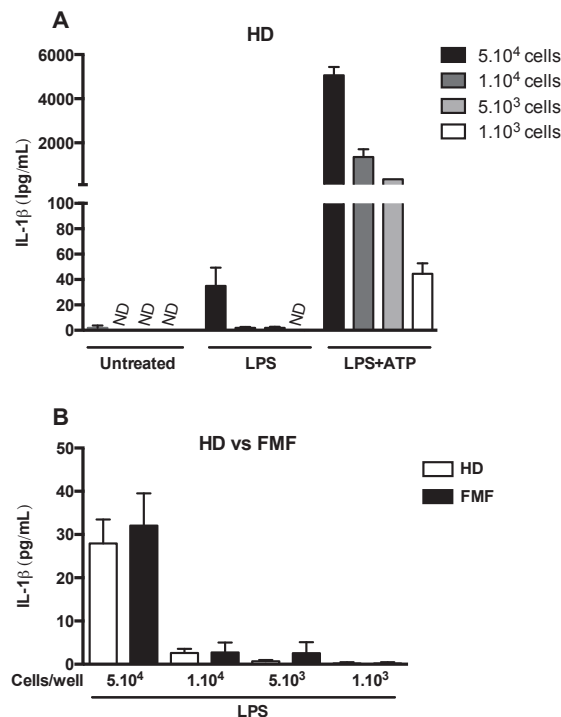 A
HD
5.10⁴ cells
1.10⁴ cells
5.10³ cells
1.10³ cells
IL-1β (lpg/mL)
6000
4000
2000
100
80
60
40
20
0
ND
ND
ND
ND
Untreated
LPS
LPS+ATP
B
HD vs FMF
HD
FMF
IL-1β (pg/mL)
50
40
30
20
10
0
Cells/well 5.10⁴ 1.10⁴ 5.10³ 1.10³
LPS